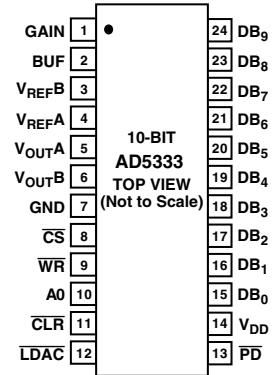 GAIN 1
BUF 2
VREFB 3
VREFA 4
VOUTA 5
VOUTB 6
GND 7
CS 8
WR 9
A0 10
CLR 11
LDAC 12
10-BIT
AD5333
TOP VIEW
(Not to Scale)
24 DB9
23 DB8
22 DB7
21 DB6
20 DB5
19 DB4
18 DB3
17 DB2
16 DB1
15 DB0
14 VDD
13 PD